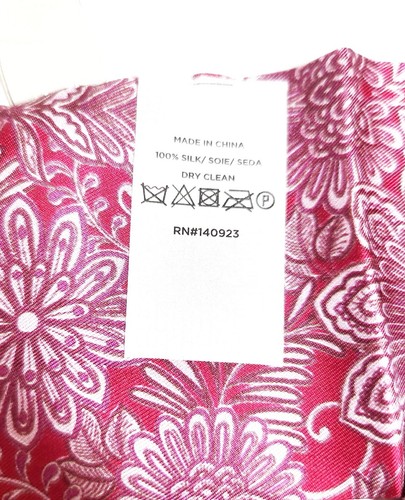 MADE IN CHINA
100% SILK/ SOIE/ SEDA
DRY CLEAN
P
RN#140923